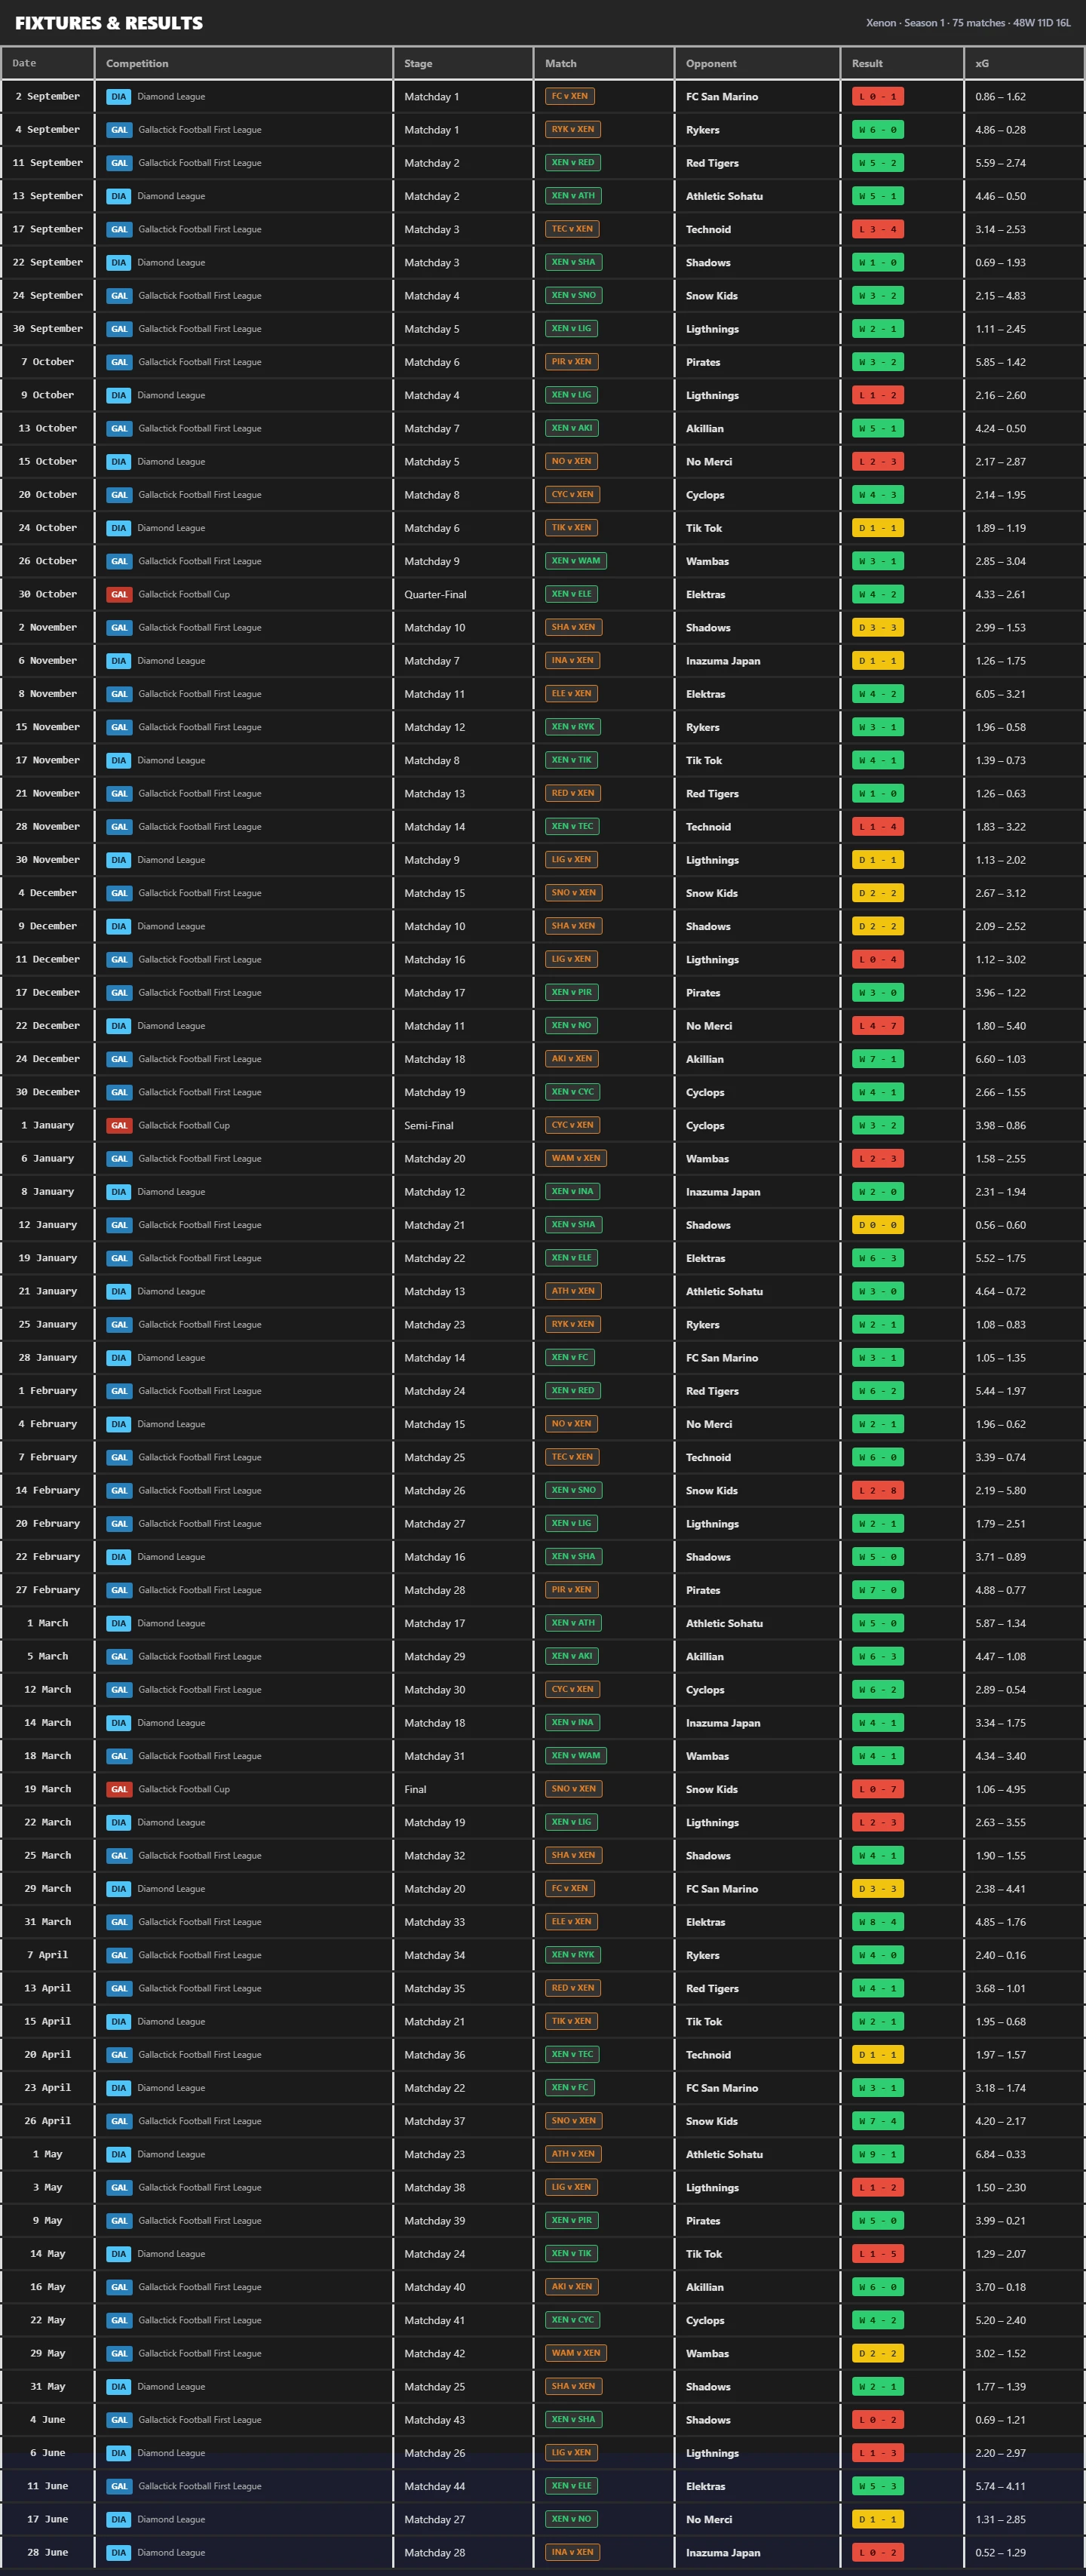 FIXTURES & RESULTS Xenon · Season 1 · 75 matches · 48W 11D 16L
Date Competition Stage Match Opponent Result xG
2 September DIA Diamond League Matchday 1 FC v XEN FC San Marino L 0 - 1 0.86 – 1.62
4 September GAL Gallactick Football First League Matchday 1 RYK v XEN Rykers W 6 - 0 4.86 – 0.28
11 September GAL Gallactick Football First League Matchday 2 XEN v RED Red Tigers W 5 - 2 5.59 – 2.74
13 September DIA Diamond League Matchday 2 XEN v ATH Athletic Sohatu W 5 - 1 4.46 – 0.50
17 September GAL Gallactick Football First League Matchday 3 TEC v XEN Technoid L 3 - 4 3.14 – 2.53
22 September DIA Diamond League Matchday 3 XEN v SHA Shadows W 1 - 0 0.69 – 1.93
24 September GAL Gallactick Football First League Matchday 4 XEN v SNO Snow Kids W 3 - 2 2.15 – 4.83
30 September GAL Gallactick Football First League Matchday 5 XEN v LIG Ligthnings W 2 - 1 1.11 – 2.45
7 October GAL Gallactick Football First League Matchday 6 PIR v XEN Pirates W 3 - 2 5.85 – 1.42
9 October DIA Diamond League Matchday 4 XEN v LIG Ligthnings L 1 - 2 2.16 – 2.60
13 October GAL Gallactick Football First League Matchday 7 XEN v AKI Akillian W 5 - 1 4.24 – 0.50
15 October DIA Diamond League Matchday 5 NO v XEN No Merci L 2 - 3 2.17 – 2.87
20 October GAL Gallactick Football First League Matchday 8 CYC v XEN Cyclops W 4 - 3 2.14 – 1.95
24 October DIA Diamond League Matchday 6 TIK v XEN Tik Tok D 1 - 1 1.89 – 1.19
26 October GAL Gallactick Football First League Matchday 9 XEN v WAM Wambas W 3 - 1 2.85 – 3.04
30 October GAL Gallactick Football Cup Quarter-Final XEN v ELE Elektras W 4 - 2 4.33 – 2.61
2 November GAL Gallactick Football First League Matchday 10 SHA v XEN Shadows D 3 - 3 2.99 – 1.53
6 November DIA Diamond League Matchday 7 INA v XEN Inazuma Japan D 1 - 1 1.26 – 1.75
8 November GAL Gallactick Football First League Matchday 11 ELE v XEN Elektras W 4 - 2 6.05 – 3.21
15 November GAL Gallactick Football First League Matchday 12 XEN v RYK Rykers W 3 - 1 1.96 – 0.58
17 November DIA Diamond League Matchday 8 XEN v TIK Tik Tok W 4 - 1 1.39 – 0.73
21 November GAL Gallactick Football First League Matchday 13 RED v XEN Red Tigers W 1 - 0 1.26 – 0.63
28 November GAL Gallactick Football First League Matchday 14 XEN v TEC Technoid L 1 - 4 1.83 – 3.22
30 November DIA Diamond League Matchday 9 LIG v XEN Ligthnings D 1 - 1 1.13 – 2.02
4 December GAL Gallactick Football First League Matchday 15 SNO v XEN Snow Kids D 2 - 2 2.67 – 3.12
9 December DIA Diamond League Matchday 10 SHA v XEN Shadows D 2 - 2 2.09 – 2.52
11 December GAL Gallactick Football First League Matchday 16 LIG v XEN Ligthnings L 0 - 4 1.12 – 3.02
17 December GAL Gallactick Football First League Matchday 17 XEN v PIR Pirates W 3 - 0 3.96 – 1.22
22 December DIA Diamond League Matchday 11 XEN v NO No Merci L 4 - 7 1.80 – 5.40
24 December GAL Gallactick Football First League Matchday 18 AKI v XEN Akillian W 7 - 1 6.60 – 1.03
30 December GAL Gallactick Football First League Matchday 19 XEN v CYC Cyclops W 4 - 1 2.66 – 1.55
1 January GAL Gallactick Football Cup Semi-Final CYC v XEN Cyclops W 3 - 2 3.98 – 0.86
6 January GAL Gallactick Football First League Matchday 20 WAM v XEN Wambas L 2 - 3 1.58 – 2.55
8 January DIA Diamond League Matchday 12 XEN v INA Inazuma Japan W 2 - 0 2.31 – 1.94
12 January GAL Gallactick Football First League Matchday 21 XEN v SHA Shadows D 0 - 0 0.56 – 0.60
19 January GAL Gallactick Football First League Matchday 22 XEN v ELE Elektras W 6 - 3 5.52 – 1.75
21 January DIA Diamond League Matchday 13 ATH v XEN Athletic Sohatu W 3 - 0 4.64 – 0.72
25 January GAL Gallactick Football First League Matchday 23 RYK v XEN Rykers W 2 - 1 1.08 – 0.83
28 January DIA Diamond League Matchday 14 XEN v FC FC San Marino W 3 - 1 1.05 – 1.35
1 February GAL Gallactick Football First League Matchday 24 XEN v RED Red Tigers W 6 - 2 5.44 – 1.97
4 February DIA Diamond League Matchday 15 NO v XEN No Merci W 2 - 1 1.96 – 0.62
7 February GAL Gallactick Football First League Matchday 25 TEC v XEN Technoid W 6 - 0 3.39 – 0.74
14 February GAL Gallactick Football First League Matchday 26 XEN v SNO Snow Kids L 2 - 8 2.19 – 5.80
20 February GAL Gallactick Football First League Matchday 27 XEN v LIG Ligthnings W 2 - 1 1.79 – 2.51
22 February DIA Diamond League Matchday 16 XEN v SHA Shadows W 5 - 0 3.71 – 0.89
27 February GAL Gallactick Football First League Matchday 28 PIR v XEN Pirates W 7 - 0 4.88 – 0.77
1 March DIA Diamond League Matchday 17 XEN v ATH Athletic Sohatu W 5 - 0 5.87 – 1.34
5 March GAL Gallactick Football First League Matchday 29 XEN v AKI Akillian W 6 - 3 4.47 – 1.08
12 March GAL Gallactick Football First League Matchday 30 CYC v XEN Cyclops W 6 - 2 2.89 – 0.54
14 March DIA Diamond League Matchday 18 XEN v INA Inazuma Japan W 4 - 1 3.34 – 1.75
18 March GAL Gallactick Football First League Matchday 31 XEN v WAM Wambas W 4 - 1 4.34 – 3.40
19 March GAL Gallactick Football Cup Final SNO v XEN Snow Kids L 0 - 7 1.06 – 4.95
22 March DIA Diamond League Matchday 19 XEN v LIG Ligthnings L 2 - 3 2.63 – 3.55
25 March GAL Gallactick Football First League Matchday 32 SHA v XEN Shadows W 4 - 1 1.90 – 1.55
29 March DIA Diamond League Matchday 20 FC v XEN FC San Marino D 3 - 3 2.38 – 4.41
31 March GAL Gallactick Football First League Matchday 33 ELE v XEN Elektras W 8 - 4 4.85 – 1.76
7 April GAL Gallactick Football First League Matchday 34 XEN v RYK Rykers W 4 - 0 2.40 – 0.16
13 April GAL Gallactick Football First League Matchday 35 RED v XEN Red Tigers W 4 - 1 3.68 – 1.01
15 April DIA Diamond League Matchday 21 TIK v XEN Tik Tok W 2 - 1 1.95 – 0.68
20 April GAL Gallactick Football First League Matchday 36 XEN v TEC Technoid D 1 - 1 1.97 – 1.57
23 April DIA Diamond League Matchday 22 XEN v FC FC San Marino W 3 - 1 3.18 – 1.74
26 April GAL Gallactick Football First League Matchday 37 SNO v XEN Snow Kids W 7 - 4 4.20 – 2.17
1 May DIA Diamond League Matchday 23 ATH v XEN Athletic Sohatu W 9 - 1 6.84 – 0.33
3 May GAL Gallactick Football First League Matchday 38 LIG v XEN Ligthnings L 1 - 2 1.50 – 2.30
9 May GAL Gallactick Football First League Matchday 39 XEN v PIR Pirates W 5 - 0 3.99 – 0.21
14 May DIA Diamond League Matchday 24 XEN v TIK Tik Tok L 1 - 5 1.29 – 2.07
16 May GAL Gallactick Football First League Matchday 40 AKI v XEN Akillian W 6 - 0 3.70 – 0.18
22 May GAL Gallactick Football First League Matchday 41 XEN v CYC Cyclops W 4 - 2 5.20 – 2.40
29 May GAL Gallactick Football First League Matchday 42 WAM v XEN Wambas D 2 - 2 3.02 – 1.52
31 May DIA Diamond League Matchday 25 SHA v XEN Shadows W 2 - 1 1.77 – 1.39
4 June GAL Gallactick Football First League Matchday 43 XEN v SHA Shadows L 0 - 2 0.69 – 1.21
6 June DIA Diamond League Matchday 26 LIG v XEN Ligthnings L 1 - 3 2.20 – 2.97
11 June GAL Gallactick Football First League Matchday 44 XEN v ELE Elektras W 5 - 3 5.74 – 4.11
17 June DIA Diamond League Matchday 27 XEN v NO No Merci D 1 - 1 1.31 – 2.85
28 June DIA Diamond League Matchday 28 INA v XEN Inazuma Japan L 0 - 2 0.52 – 1.29